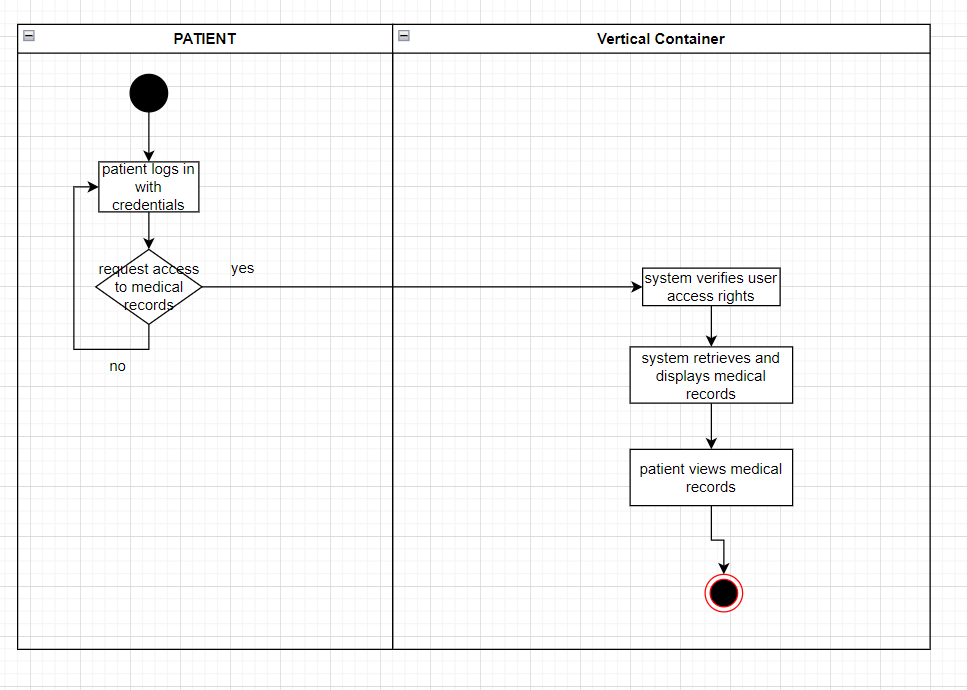 PATIENT
Vertical Container
patient logs in
with
credentials
request access
to medical
records
yes
no
system verifies user
access rights
system retrieves and
displays medical
records
patient views medical
records